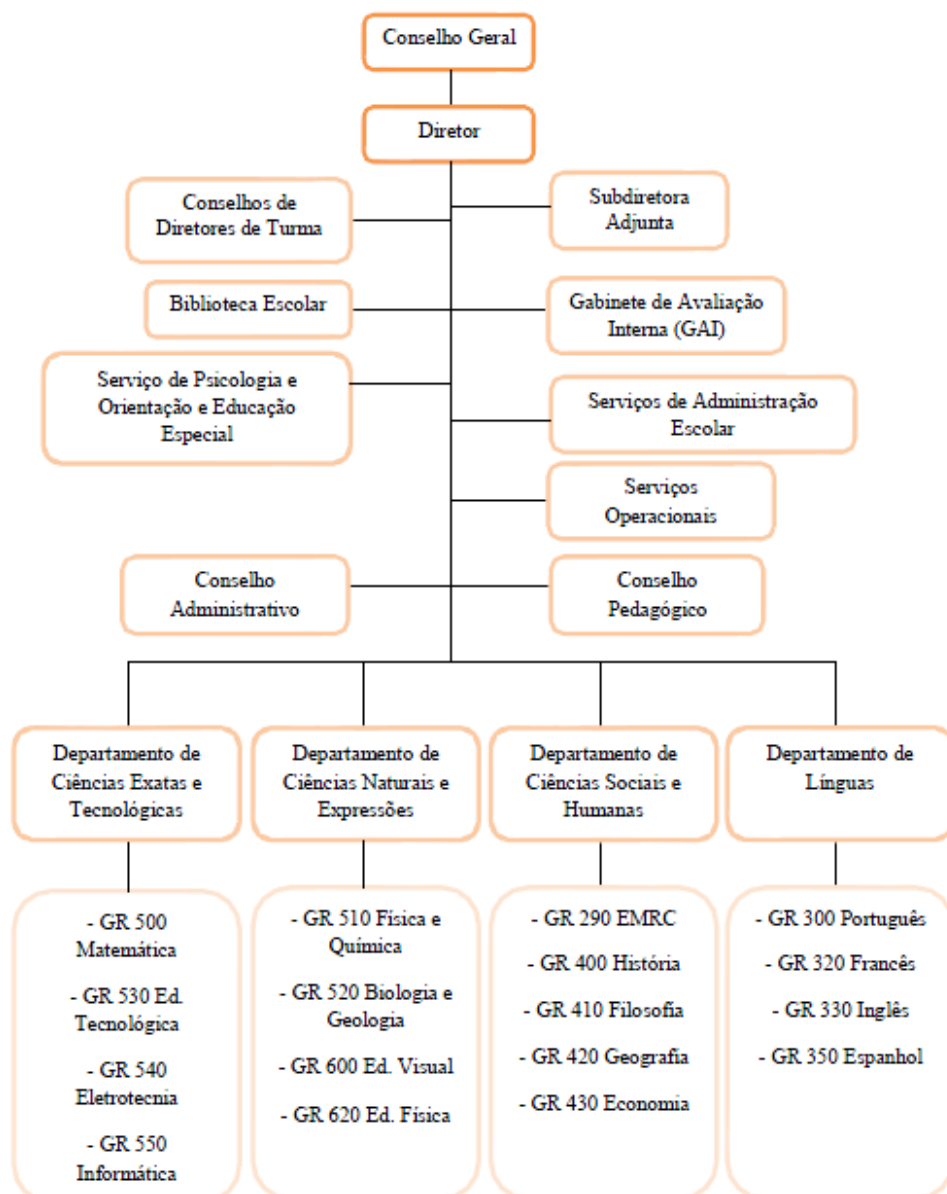 Conselho Geral
Diretor
Conselhos de
Diretores de Turma
Subdiretora
Adjunta
Biblioteca Escolar
Gabinete de Avaliação
Interna (GAI)
Serviço de Psicologia e
Orientação e Educação
Especial
Serviços de Administração
Escolar
Serviços
Operacionais
Conselho
Administrativo
Conselho
Pedagógico
Departamento de
Ciências Exatas e
Tecnológicas
Departamento de
Ciências Naturais e
Expressões
Departamento de
Ciências Sociais e
Humanas
Departamento de
Línguas
- GR 500
Matemática
- GR 530 Ed.
Tecnológica
- GR 540
Eletrotecnia
- GR 550
Informática
- GR 510 Física e
Química
- GR 520 Biologia e
Geologia
- GR 600 Ed. Visual
- GR 620 Ed. Física
- GR 290 EMRC
- GR 400 História
- GR 410 Filosofia
- GR 420 Geografia
- GR 430 Economia
- GR 300 Português
- GR 320 Francês
- GR 330 Inglês
- GR 350 Espanhol